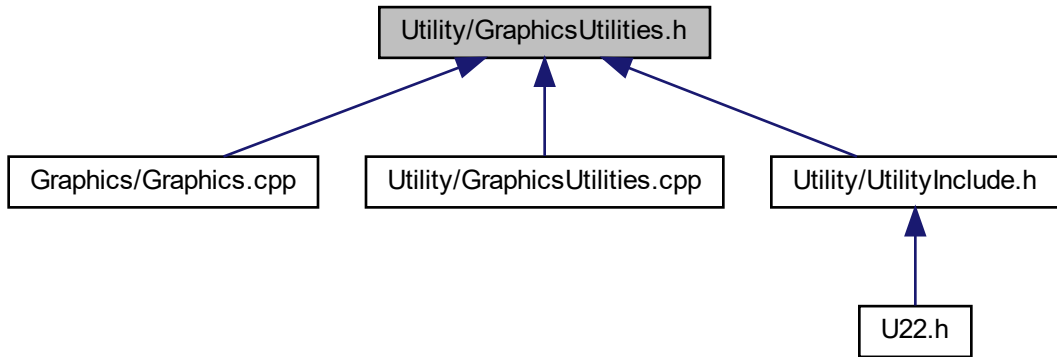 Utility/GraphicsUtilities.h
Graphics/Graphics.cpp
Utility/GraphicsUtilities.cpp
Utility/UtilityInclude.h
U22.h